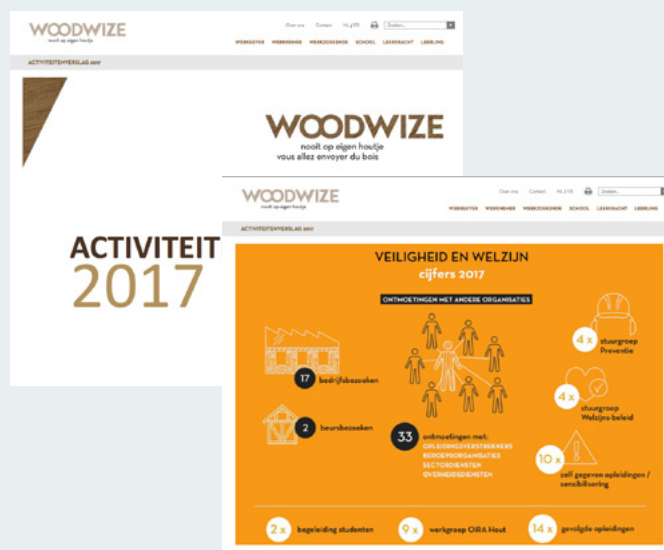 WOODWIZE
nooit op eigen houtje
Over ons Contact NL / FR Zoeken...
WERKGEVER WERKNEMER WERKZOEKENDE SCHOOL LEERKRACHT LEERLING
ACTIVITEITENVERSLAG 2017
WOODWIZE
nooit op eigen houtje
vous allez envoyer du bois
ACTIVITEIT
2017
WOODWIZE
nooit op eigen houtje
Over ons Contact NL / FR Zoeken...
WERKGEVER WERKNEMER WERKZOEKENDE SCHOOL LEERKRACHT LEERLING
ACTIVITEITENVERSLAG 2017
VEILIGHEID EN WELZIJN
cijfers 2017
ONTMOETINGEN MET ANDERE ORGANISATIES
17 bedrijfsbezoeken
2 beursbezoeken
33 ontmoetingen met:
OPLEIDINGSVERSTREKKERS
BEROEPSORGANISATIES
SECTORDIENSTEN
OVERHEIDSDIENSTEN
4 x stuurgroep
Preventie
4 x
stuurgroep
Welzijns-beleid
10 x
zelf gegeven opleidingen /
sensibilisering
2 x begeleiding studenten
9 x werkgroep OiRA Hout
14 x gevolgde opleidingen